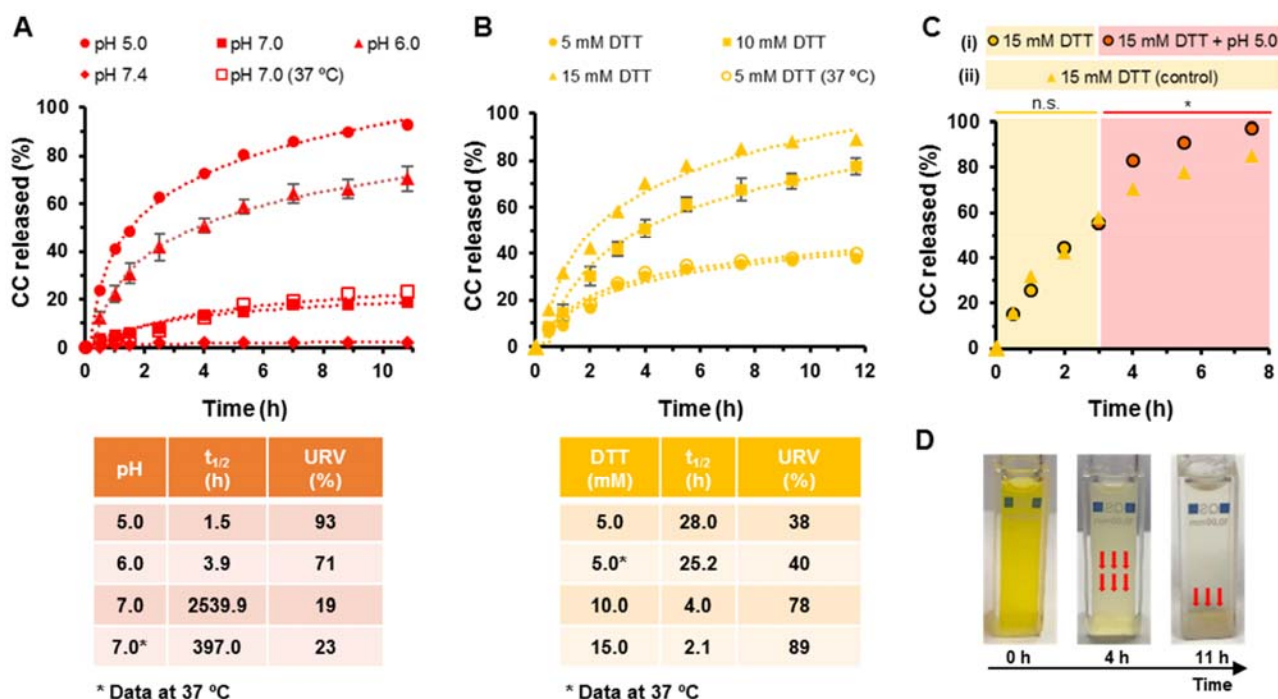 A
● pH 5.0 ■ pH 7.0 ▲ pH 6.0
◆ pH 7.4 □ pH 7.0 (37 ºC)
CC released (%)
100
80
60
40
20
0
0 2 4 6 8 10
Time (h)
pH t1/2 (h) URV (%)
5.0 1.5 93
6.0 3.9 71
7.0 2539.9 19
7.0* 397.0 23
* Data at 37 ºC
B
● 5 mM DTT ■ 10 mM DTT
▲ 15 mM DTT ○ 5 mM DTT (37 ºC)
CC released (%)
100
80
60
40
20
0
0 2 4 6 8 10 12
Time (h)
DTT (mM) t1/2 (h) URV (%)
5.0 28.0 38
5.0* 25.2 40
10.0 4.0 78
15.0 2.1 89
* Data at 37 ºC
C
(i) 15 mM DTT 15 mM DTT + pH 5.0
(ii) 15 mM DTT (control)
n.s. *
CC released (%)
100
80
60
40
20
0
0 2 4 6 8
Time (h)
D
QS
10.00mm
0 h 4 h 11 h
Time